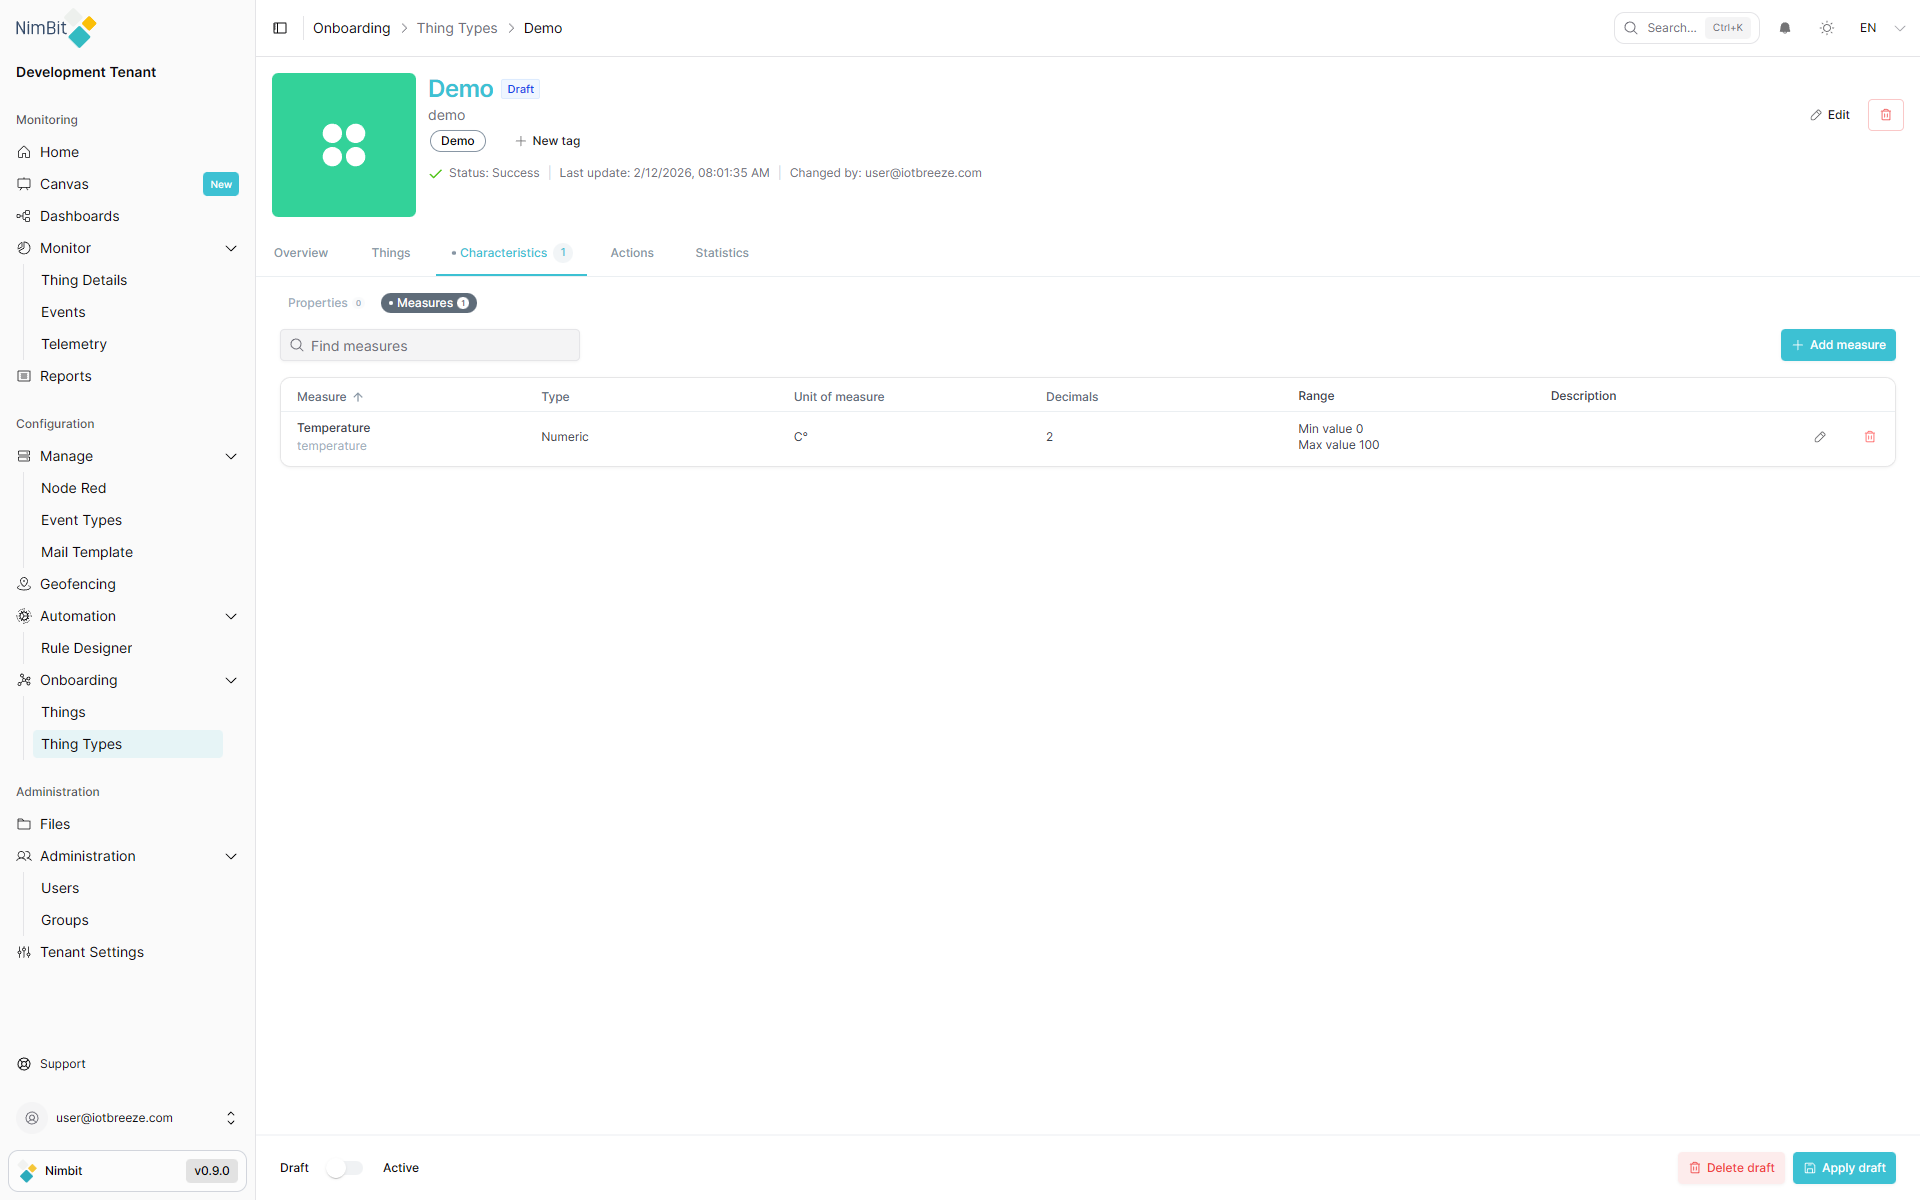 NimBit
Development Tenant
Monitoring
Home
Canvas
New
Dashboards
Monitor
Thing Details
Events
Telemetry
Reports
Configuration
Manage
Node Red
Event Types
Mail Template
Geofencing
Automation
Rule Designer
Onboarding
Things
Thing Types
Administration
Files
Administration
Users
Groups
Tenant Settings
Support
user@iotbreeze.com
Nimbit
v0.9.0
Onboarding > Thing Types > Demo
Search... Ctrl+K
EN
Demo Draft
demo
Demo
New tag
Status: Success | Last update: 2/12/2026, 08:01:35 AM | Changed by: user@iotbreeze.com
Edit
Overview Things • Characteristics 1 Actions Statistics
Properties 0 • Measures 1
Find measures
+ Add measure
Measure Type Unit of measure Decimals Range Description
Temperature
temperature
Numeric
C°
2
Min value 0
Max value 100
Draft Active
Delete draft
Apply draft